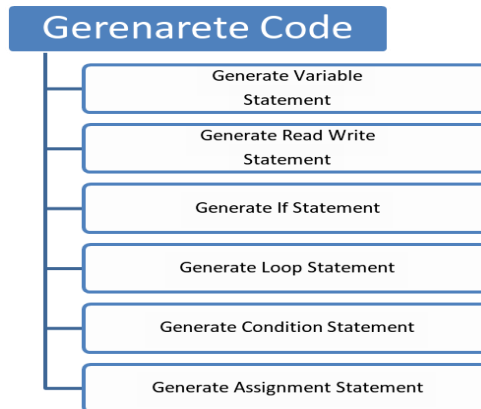 Gerenarete Code
Generate Variable
Statement
Generate Read Write
Statement
Generate If Statement
Generate Loop Statement
Generate Condition Statement
Generate Assignment Statement